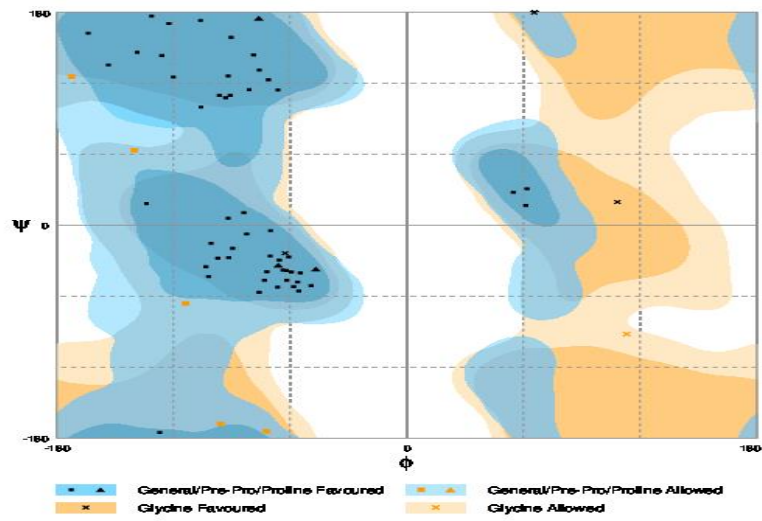 180
Ψ
0
-180
-180
0
180
ϕ
General/Pre-Pro/Proline Favoured
General/Pre-Pro/Proline Allowed
Glycine Favoured
Glycine Allowed